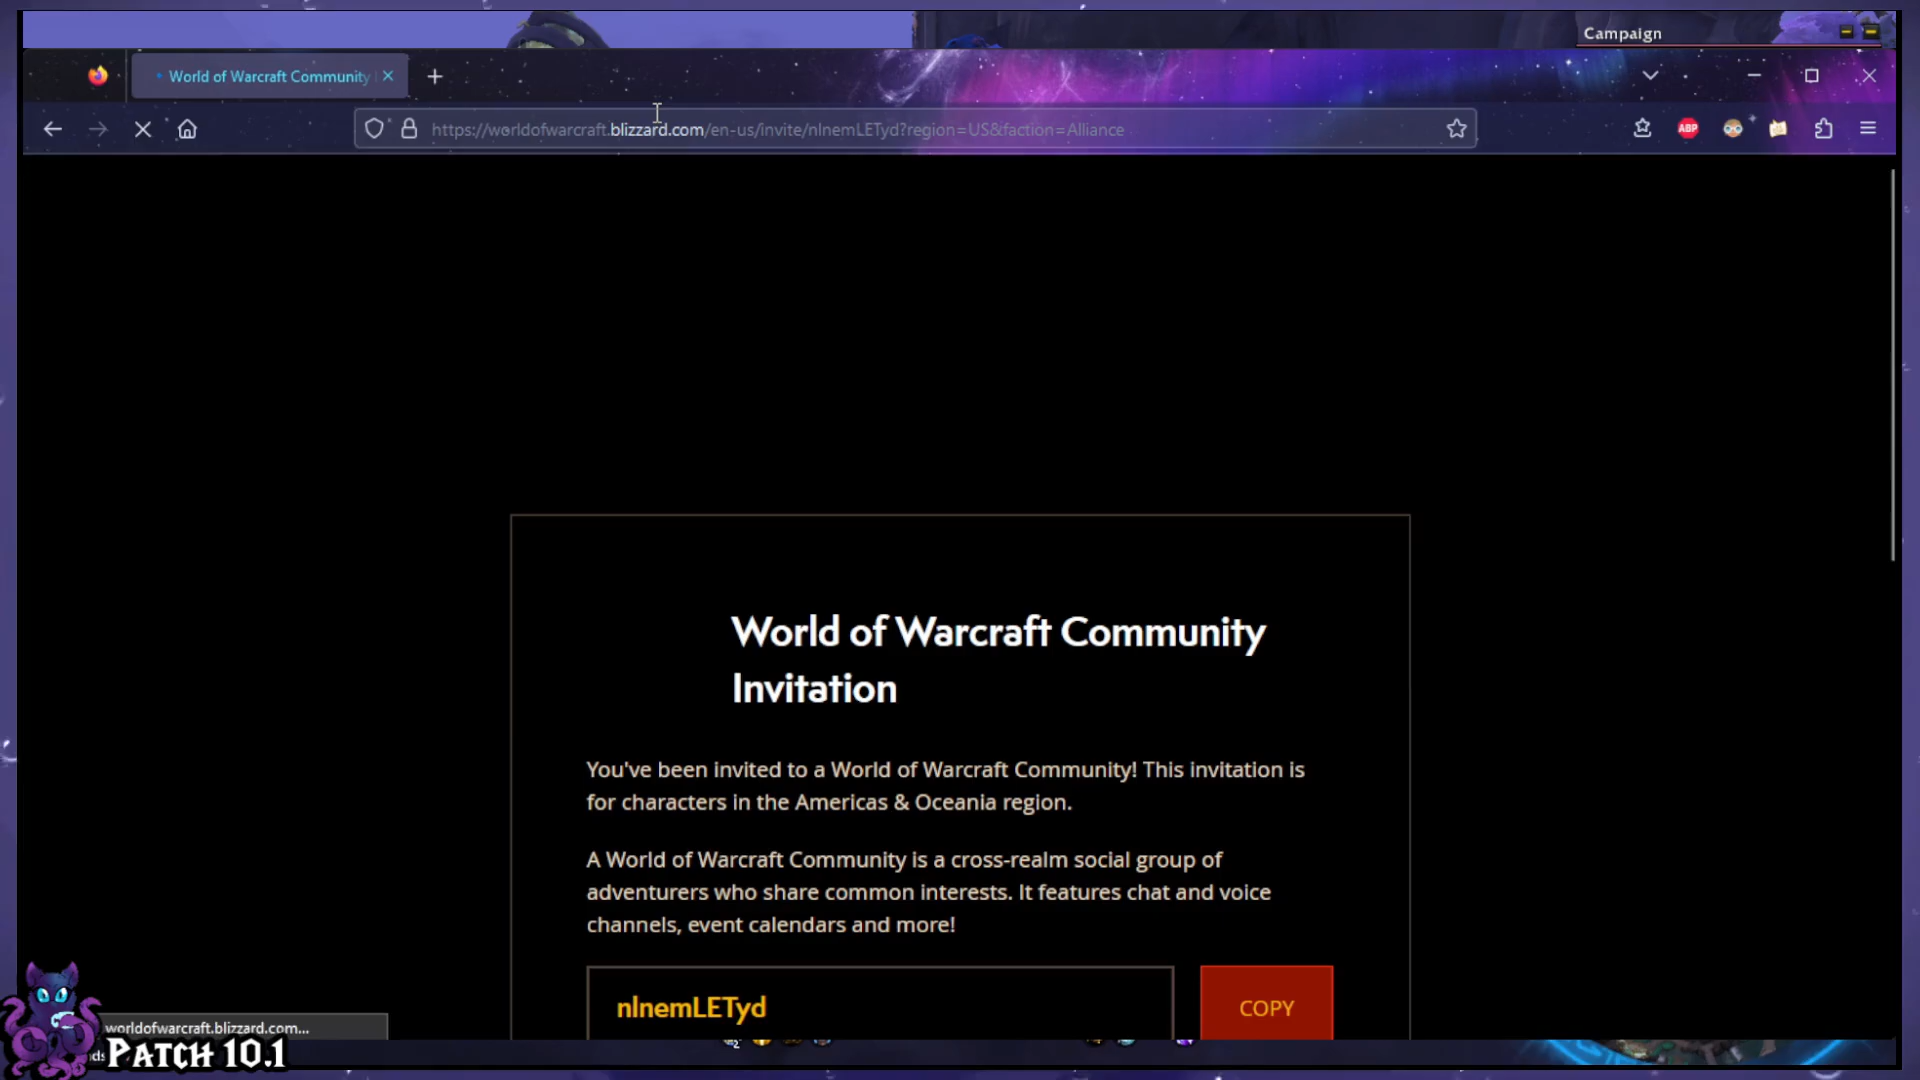 Campaign
World of Warcraft Community
https://worldofwarcraft.blizzard.com/en-us/invite/nlnemLETyd?region=US&faction=Alliance
ABP
World of Warcraft Community
Invitation
You've been invited to a World of Warcraft Community! This invitation is
for characters in the Americas & Oceania region.
A World of Warcraft Community is a cross-realm social group of
adventurers who share common interests. It features chat and voice
channels, event calendars and more!
nlnemLETyd
COPY
worldofwarcraft.blizzard.com...
Patch 10.1